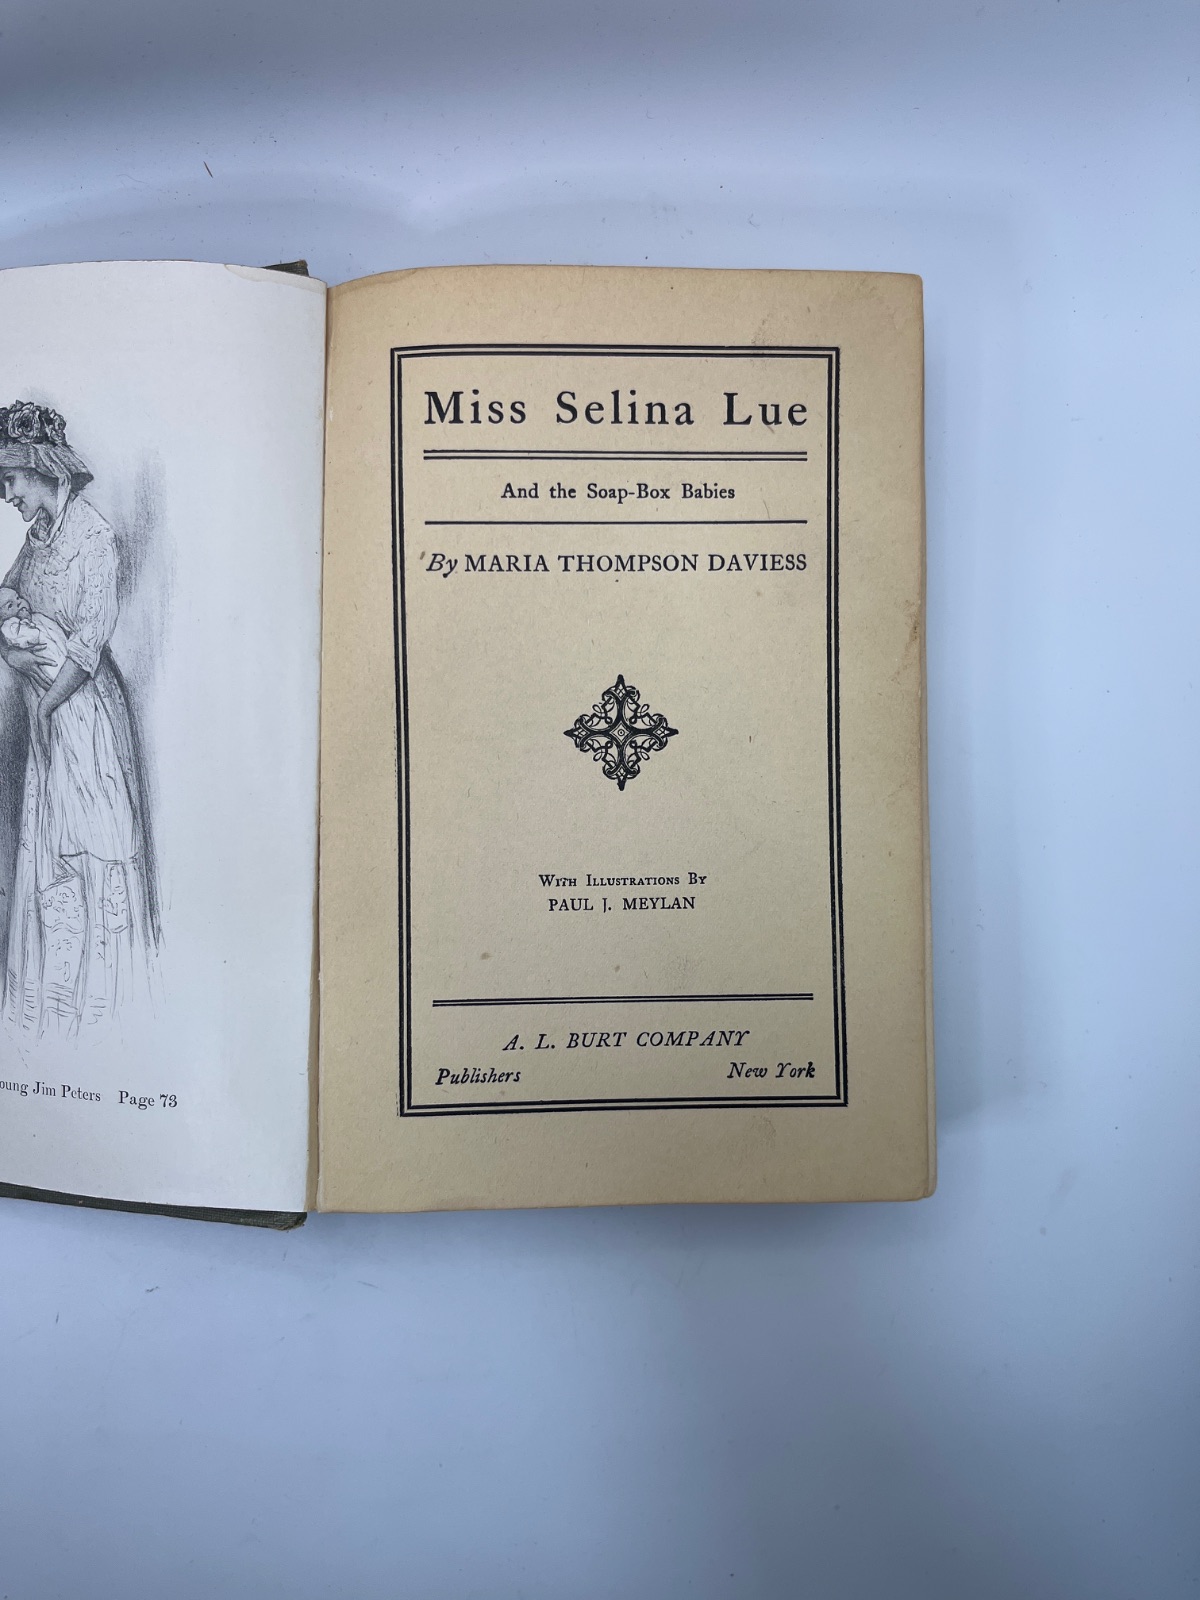 Jim Peters Page 73
Miss Selina Lue
And the Soap-Box Babies
By MARIA THOMPSON DAVIESS
With Illustrations By
PAUL J. MEYLAN
A. L. BURT COMPANY
Publishers New York